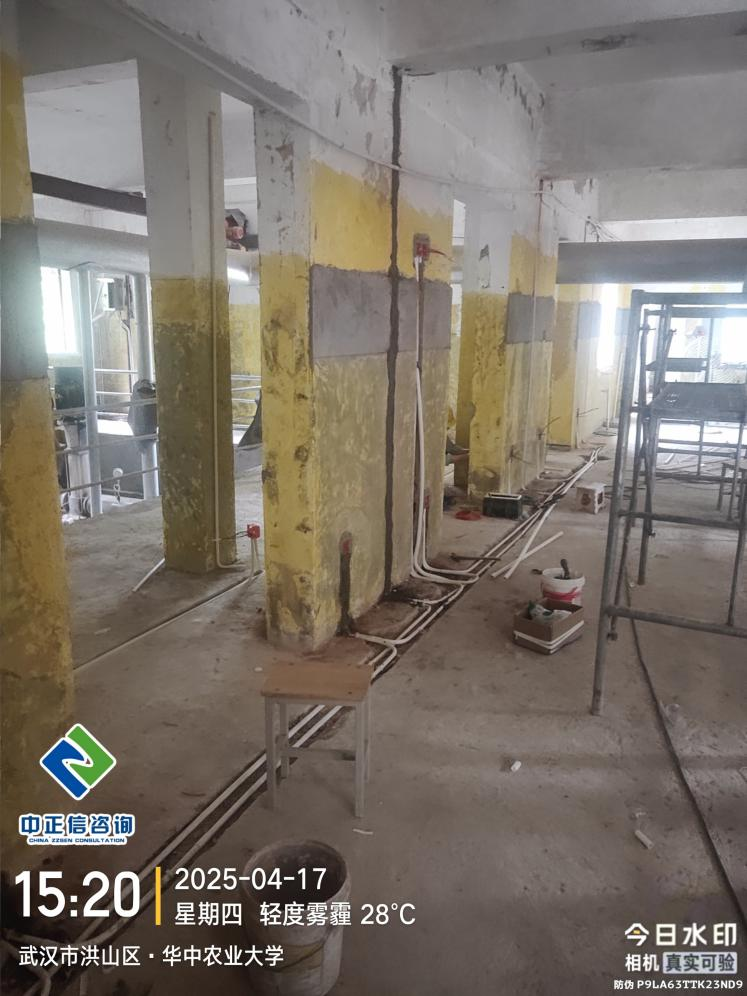 中正信咨询
CHINA ZZSEN CONSULTATION
15:20
2025-04-17
星期四 轻度雾霾 28°C
武汉市洪山区·华中农业大学
今日水印
相机 真实可验
防伪 P9LA63TTK23ND9